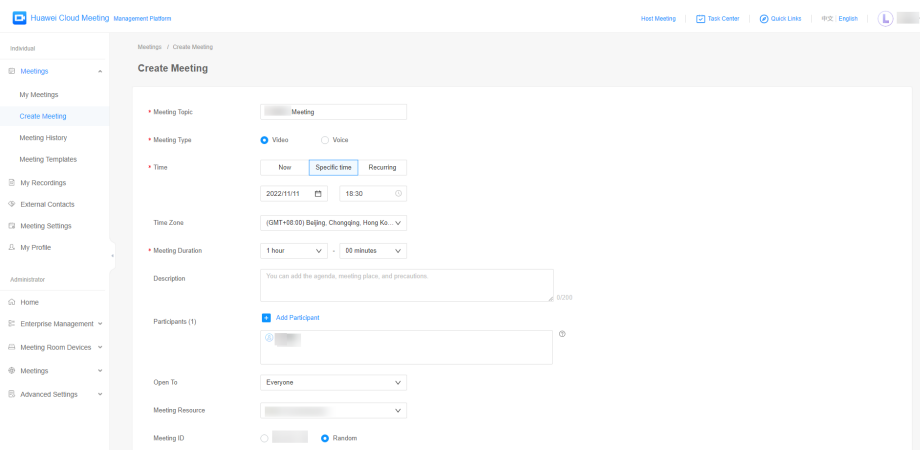 Huawei Cloud Meeting Management Platform
Host Meeting Task Center Quick Links 中文 English L
Individual
Meetings
My Meetings
Create Meeting
Meeting History
Meeting Templates
My Recordings
External Contacts
Meeting Settings
My Profile
Administrator
Home
Enterprise Management
Meeting Room Devices
Meetings
Advanced Settings
Meetings / Create Meeting
Create Meeting
* Meeting Topic Meeting
* Meeting Type Video Voice
* Time Now Specific time Recurring
2022/11/11 18:30
Time Zone (GMT+08:00) Beijing, Chongqing, Hong Ko...
* Meeting Duration 1 hour - 00 minutes
Description You can add the agenda, meeting place, and precautions.
0/200
Participants (1) + Add Participant
Open To Everyone
Meeting Resource
Meeting ID Random